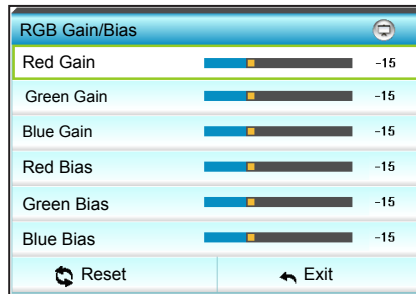 RGB Gain/Bias
Red Gain -15
Green Gain -15
Blue Gain -15
Red Bias -15
Green Bias -15
Blue Bias -15
Reset Exit